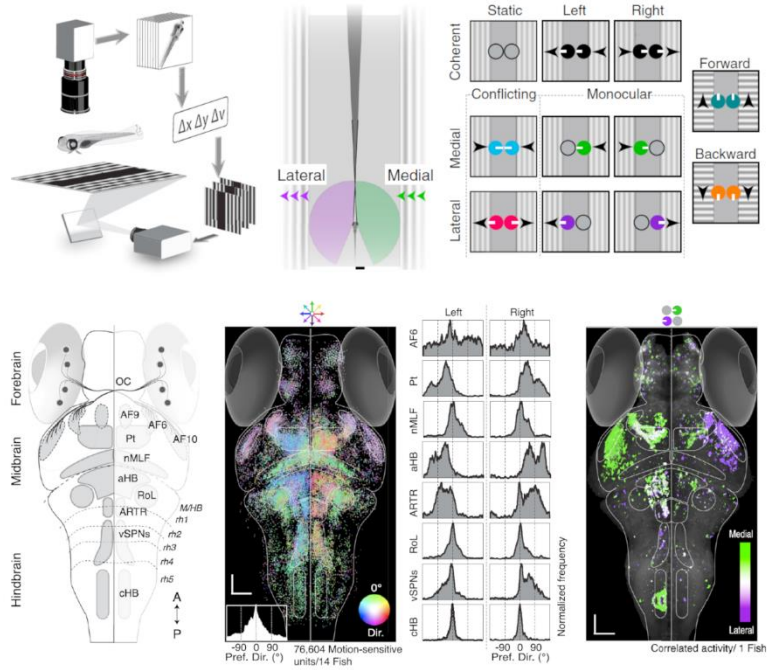 Δx Δy Δv
Lateral
Medial
Static
Left
Right
Coherent
Forward
Conflicting
Monocular
Medial
Backward
Lateral
Forebrain
Midbrain
Hindbrain
OC
AF9
AF6
Pt
AF10
nMLF
aHB
RoL
ARTR
M/HB
rh1
vSPNs
rh2
rh3
rh4
rh5
cHB
A
P
0°
Dir.
-90 0 90
Pref. Dir. (°)
76,604 Motion-sensitive
units/14 Fish
Left
Right
AF6
Pt
nMLF
aHB
ARTR
RoL
vSPNs
cHB
Normalized frequency
-90 0 90
-90 0 90
Pref. Dir. (°)
Medial
Lateral
Correlated activity/ 1 Fish